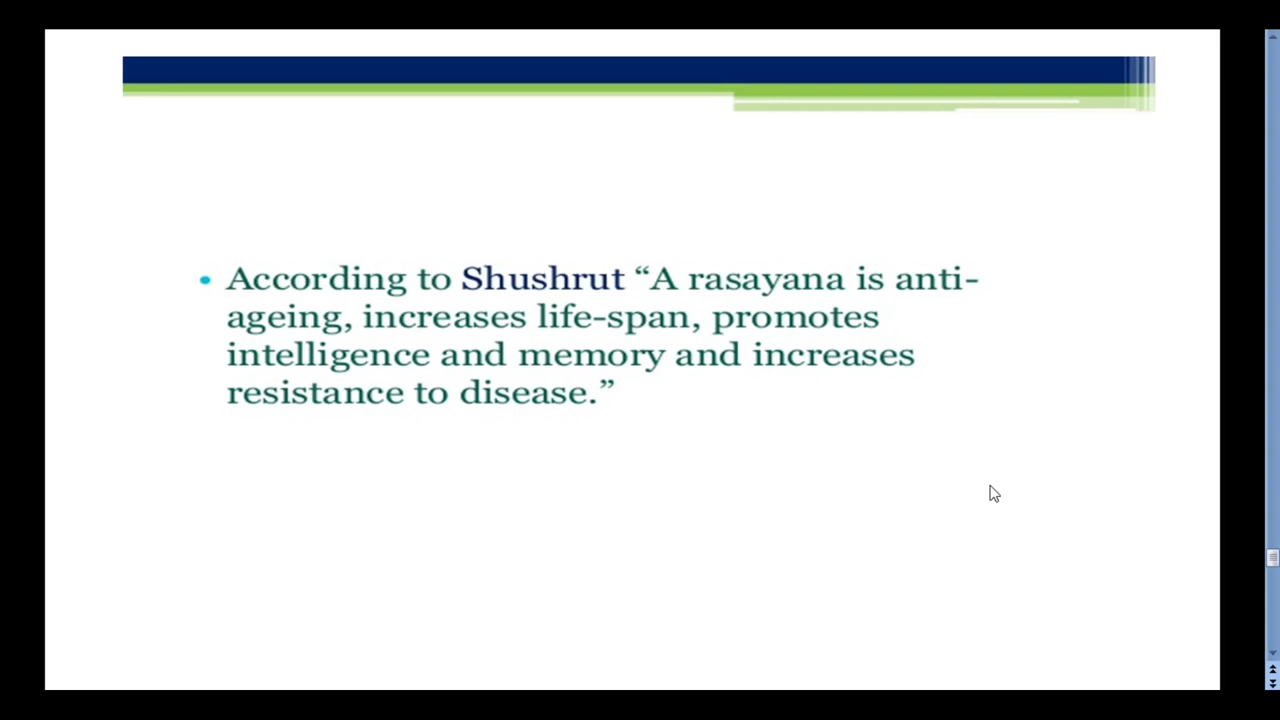 • According to Shushrut “A rasayana is anti-
ageing, increases life-span, promotes
intelligence and memory and increases
resistance to disease.”